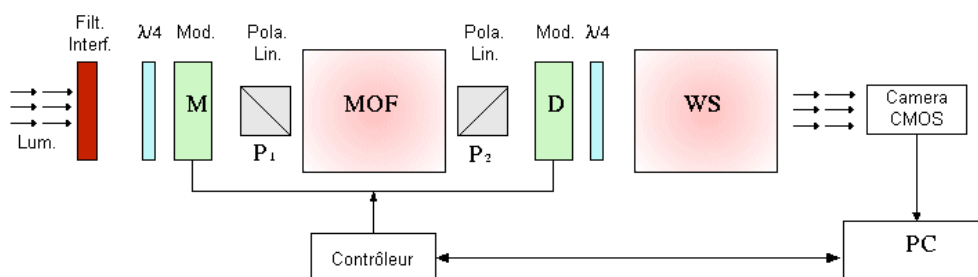 Filt.
Interf.
λ/4
Mod.
Pola.
Lin.
Pola.
Lin.
Mod.
λ/4
Lum.
M
P1
MOF
P2
D
WS
Camera
CMOS
Contrôleur
PC